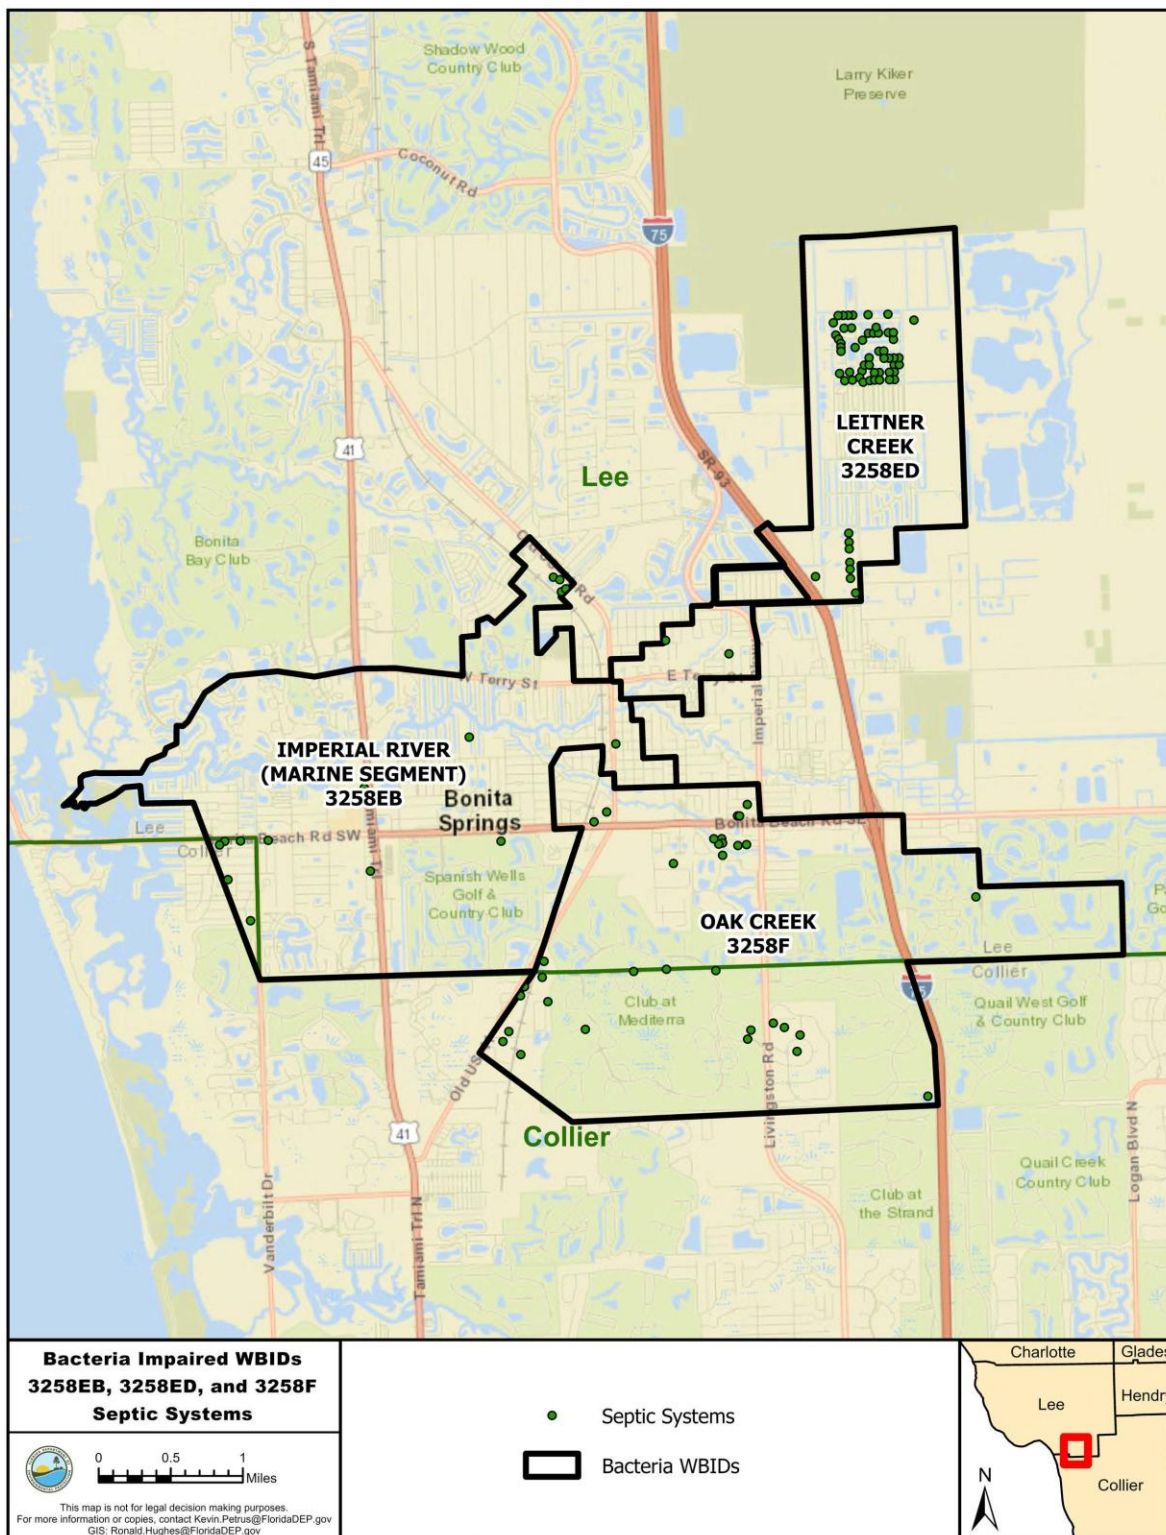 Shadow Wood
Country Club
Larry Kiker
Preserve
S Tamiami Trl
45
Coconut Rd
75
41
SR-93
LEITNER
CREEK
3258ED
Lee
Bonita
Bay Club
Rd
W Terry St
E Terry St
Imperial
IMPERIAL RIVER
(MARINE SEGMENT)
3258EB
Bonita
Springs
Lee
Collier
Beach Rd SW
Tamiami Trl
Bonita Beach Rd SE
Spanish Wells
Golf &
Country Club
OAK CREEK
3258F
Lee
Collier
Club at
Mediterra
Quail West Golf
& Country Club
Old US
Livingston Rd
41
Collier
Vanderbilt Dr
Tamiami Trl N
Quail Creek
Country Club
Club at
the Strand
Logan Blvd N
Bacteria Impaired WBIDs
3258EB, 3258ED, and 3258F
Septic Systems
0 0.5 1
Miles
This map is not for legal decision making purposes.
For more information or copies, contact Kevin.Petrus@FloridaDEP.gov
GIS: Ronald.Hughes@FloridaDEP.gov
Septic Systems
Bacteria WBIDs
Charlotte
Glades
Lee
Hendry
Collier
N